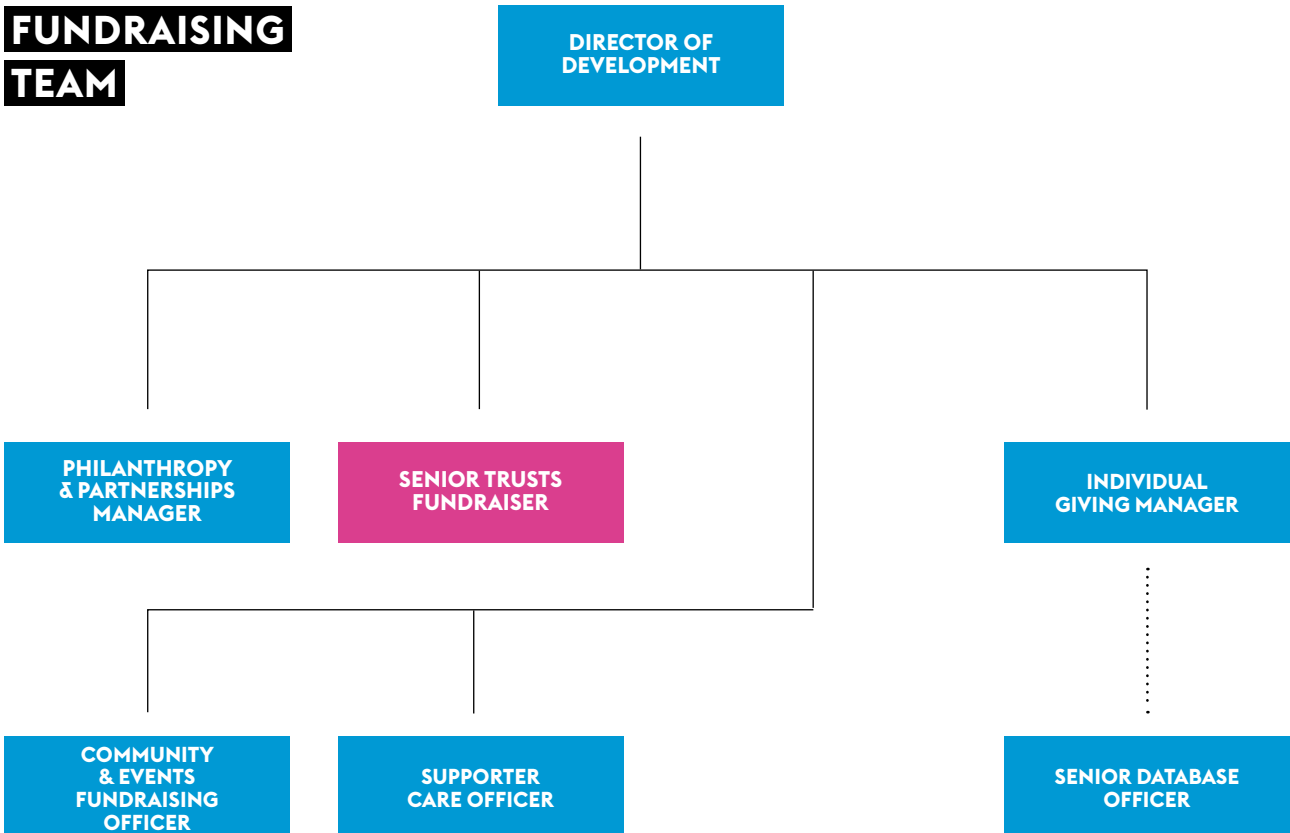 FUNDRAISING
TEAM
DIRECTOR OF
DEVELOPMENT
PHILANTHROPY
& PARTNERSHIPS
MANAGER
SENIOR TRUSTS
FUNDRAISER
INDIVIDUAL
GIVING MANAGER
COMMUNITY
& EVENTS
FUNDRAISING
OFFICER
SUPPORTER
CARE OFFICER
SENIOR DATABASE
OFFICER